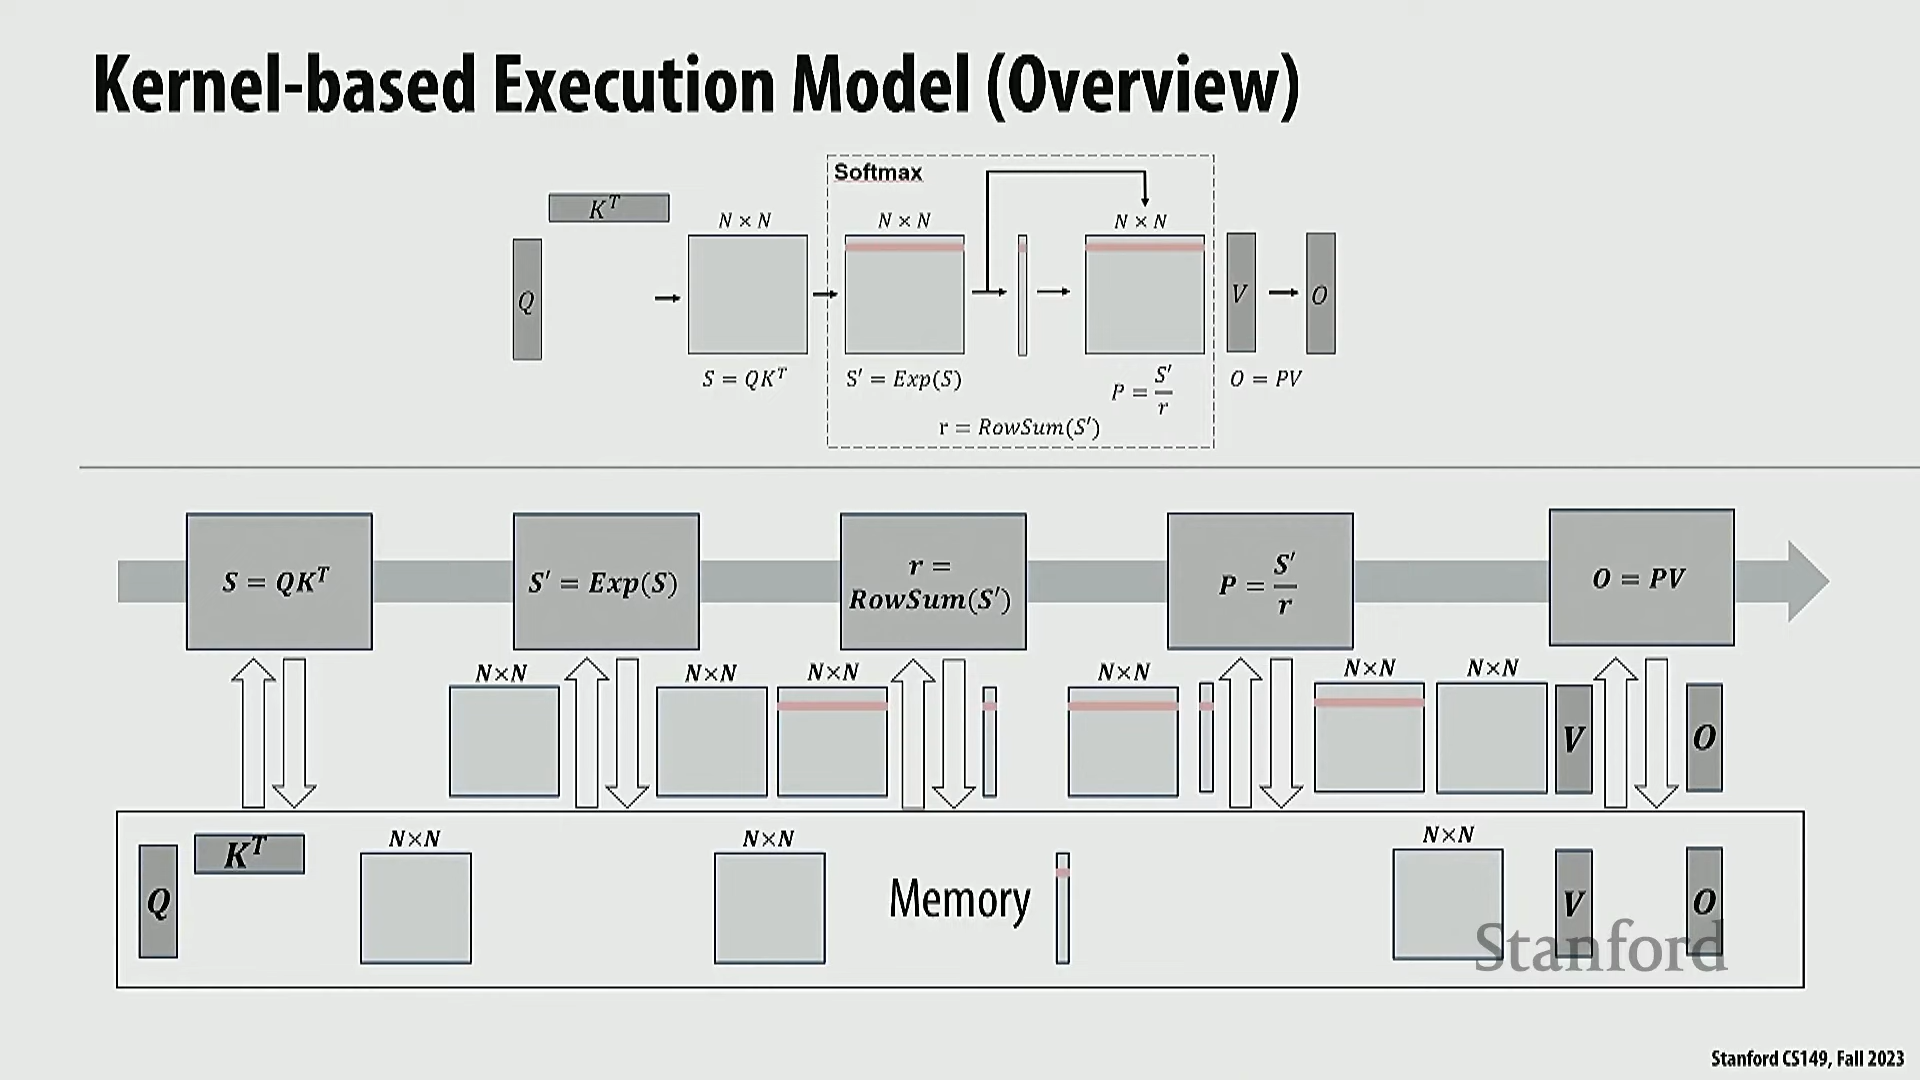 Kernel-based Execution Model (Overview)
Softmax
K^T
N × N
N × N
N × N
Q
V
O
S = QK^T
S′ = Exp(S)
P = S′/r
O = PV
r = RowSum(S′)
S = QK^T
S′ = Exp(S)
r =
RowSum(S′)
P = S′/r
O = PV
N×N
N×N
N×N
N×N
N×N
N×N
V
O
K^T
N×N
N×N
N×N
Q
Memory
V
O
Stanford
Stanford CS149, Fall 2023